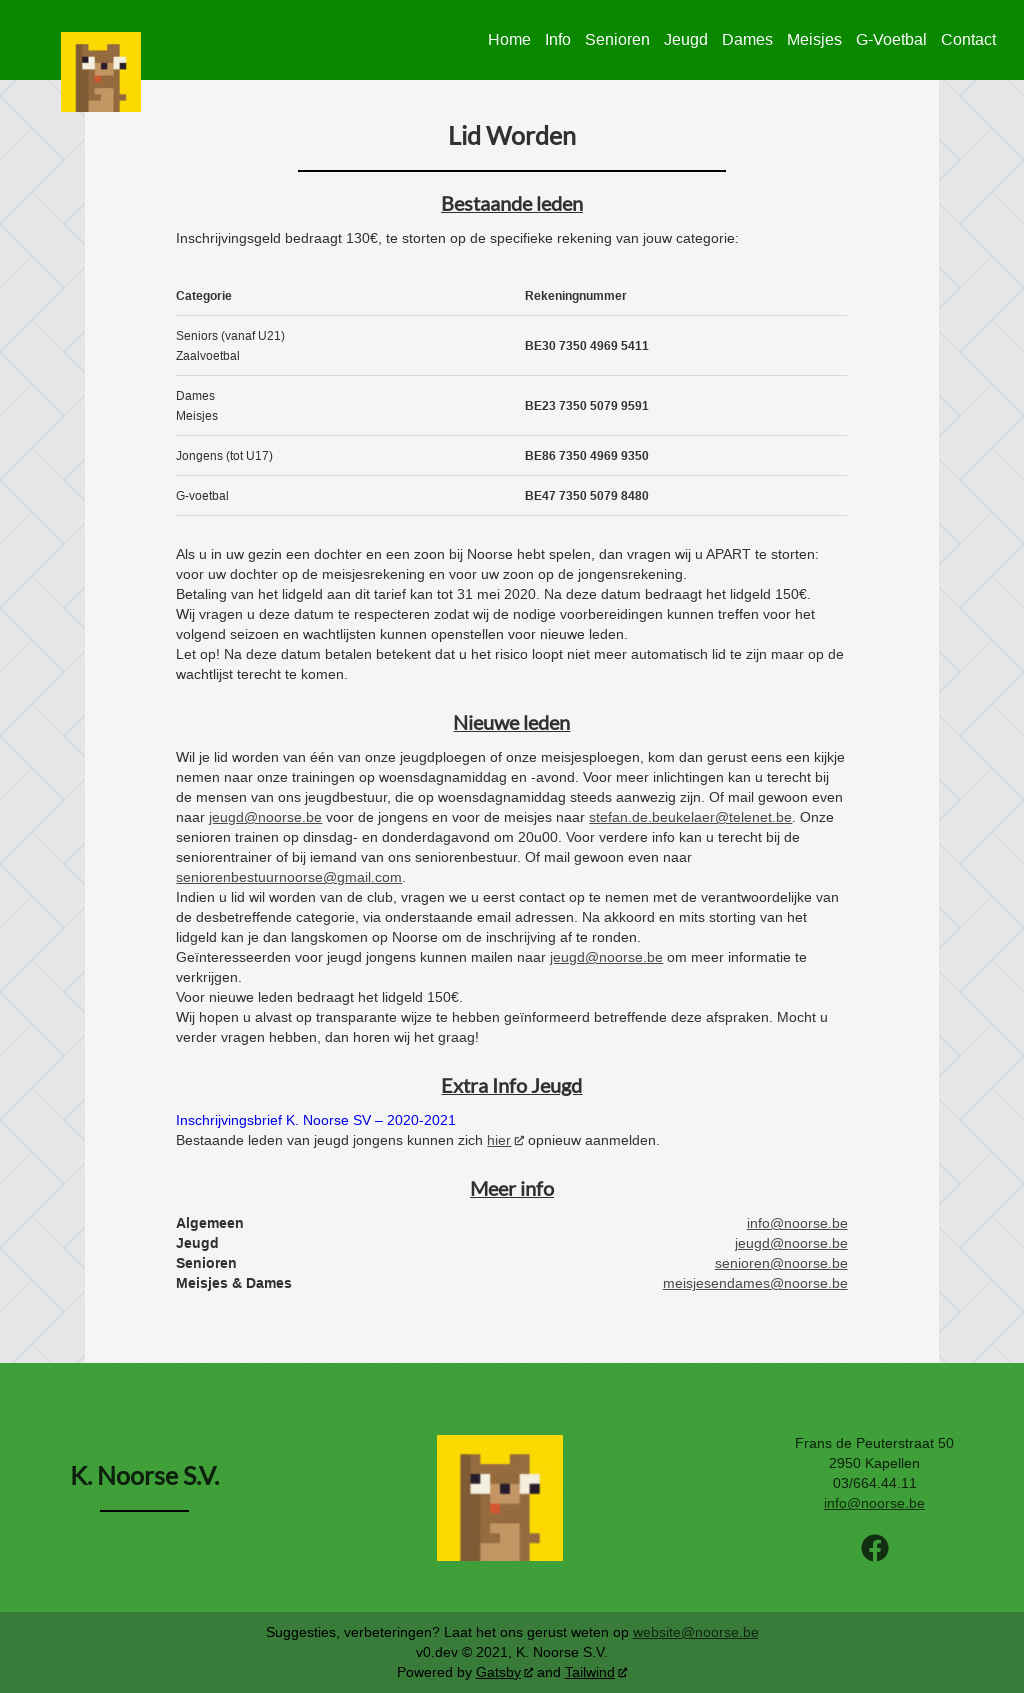 Home Info Senioren Jeugd Dames Meisjes G-Voetbal Contact
Lid Worden
Bestaande leden
Inschrijvingsgeld bedraagt 130€, te storten op de specifieke rekening van jouw categorie:
Categorie Rekeningnummer
Seniors (vanaf U21)
Zaalvoetbal
BE30 7350 4969 5411
Dames
Meisjes
BE23 7350 5079 9591
Jongens (tot U17) BE86 7350 4969 9350
G-voetbal BE47 7350 5079 8480
Als u in uw gezin een dochter en een zoon bij Noorse hebt spelen, dan vragen wij u APART te storten:
voor uw dochter op de meisjesrekening en voor uw zoon op de jongensrekening.
Betaling van het lidgeld aan dit tarief kan tot 31 mei 2020. Na deze datum bedraagt het lidgeld 150€.
Wij vragen u deze datum te respecteren zodat wij de nodige voorbereidingen kunnen treffen voor het
volgend seizoen en wachtlijsten kunnen openstellen voor nieuwe leden.
Let op! Na deze datum betalen betekent dat u het risico loopt niet meer automatisch lid te zijn maar op de
wachtlijst terecht te komen.
Nieuwe leden
Wil je lid worden van één van onze jeugdploegen of onze meisjesploegen, kom dan gerust eens een kijkje
nemen naar onze trainingen op woensdagnamiddag en -avond. Voor meer inlichtingen kan u terecht bij
de mensen van ons jeugdbestuur, die op woensdagnamiddag steeds aanwezig zijn. Of mail gewoon even
naar jeugd@noorse.be voor de jongens en voor de meisjes naar stefan.de.beukelaer@telenet.be. Onze
senioren trainen op dinsdag- en donderdagavond om 20u00. Voor verdere info kan u terecht bij de
seniorentrainer of bij iemand van ons seniorenbestuur. Of mail gewoon even naar
seniorenbestuurnoorse@gmail.com.
Indien u lid wil worden van de club, vragen we u eerst contact op te nemen met de verantwoordelijke van
de desbetreffende categorie, via onderstaande email adressen. Na akkoord en mits storting van het
lidgeld kan je dan langskomen op Noorse om de inschrijving af te ronden.
Geïnteresseerden voor jeugd jongens kunnen mailen naar jeugd@noorse.be om meer informatie te
verkrijgen.
Voor nieuwe leden bedraagt het lidgeld 150€.
Wij hopen u alvast op transparante wijze te hebben geïnformeerd betreffende deze afspraken. Mocht u
verder vragen hebben, dan horen wij het graag!
Extra Info Jeugd
Inschrijvingsbrief K. Noorse SV – 2020-2021
Bestaande leden van jeugd jongens kunnen zich hier opnieuw aanmelden.
Meer info
Algemeen info@noorse.be
Jeugd jeugd@noorse.be
Senioren senioren@noorse.be
Meisjes & Dames meisjesendames@noorse.be
K. Noorse S.V.
Frans de Peuterstraat 50
2950 Kapellen
03/664.44.11
info@noorse.be
Suggesties, verbeteringen? Laat het ons gerust weten op website@noorse.be
v0.dev © 2021, K. Noorse S.V.
Powered by Gatsby and Tailwind